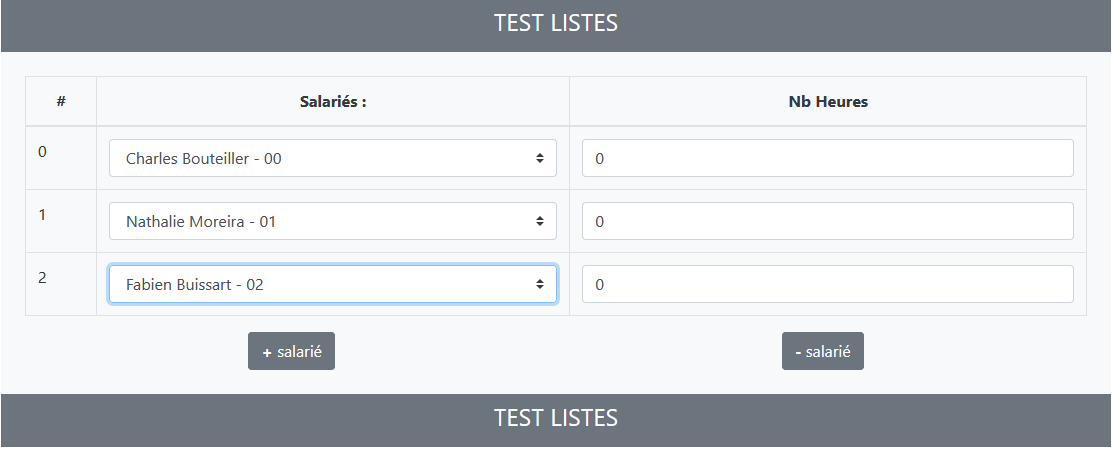 TEST LISTES
# Salariés : Nb Heures
0 Charles Bouteiller - 00 0
1 Nathalie Moreira - 01 0
2 Fabien Buissart - 02 0
+ salarié - salarié
TEST LISTES